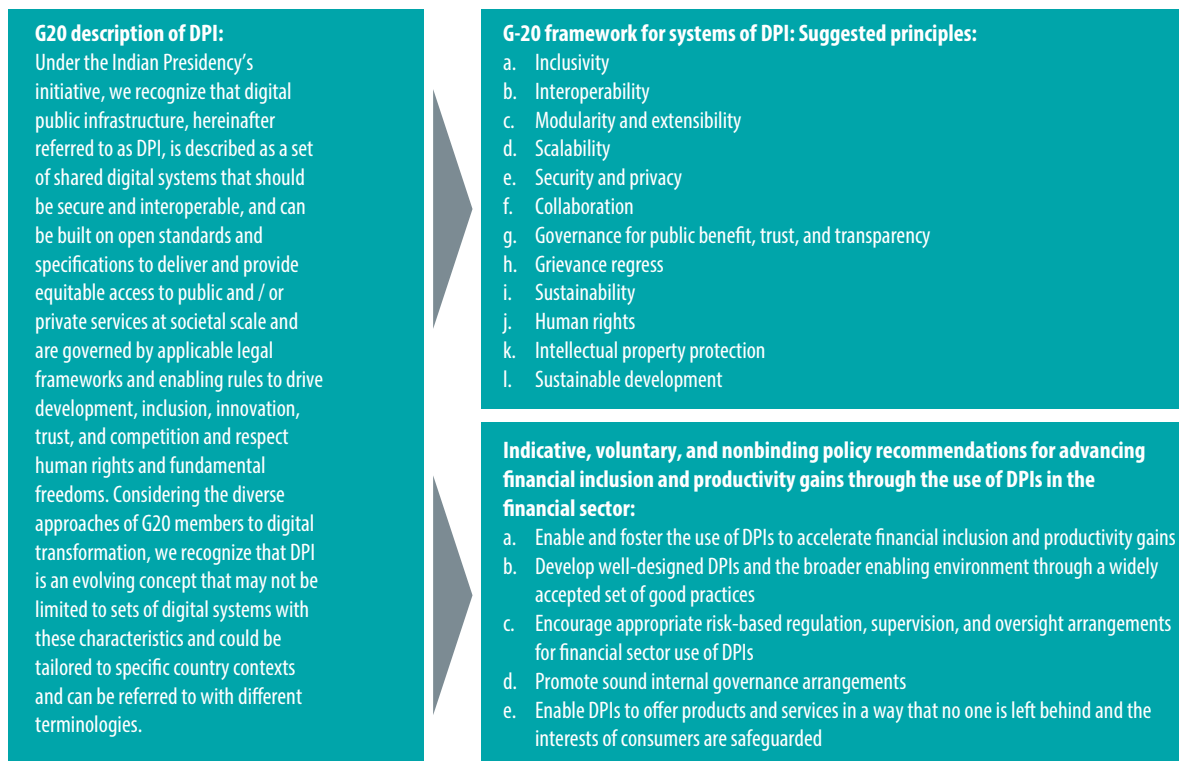 G20 description of DPI:
Under the Indian Presidency's
initiative, we recognize that digital
public infrastructure, hereinafter
referred to as DPI, is described as a set
of shared digital systems that should
be secure and interoperable, and can
be built on open standards and
specifications to deliver and provide
equitable access to public and / or
private services at societal scale and
are governed by applicable legal
frameworks and enabling rules to drive
development, inclusion, innovation,
trust, and competition and respect
human rights and fundamental
freedoms. Considering the diverse
approaches of G20 members to digital
transformation, we recognize that DPI
is an evolving concept that may not be
limited to sets of digital systems with
these characteristics and could be
tailored to specific country contexts
and can be referred to with different
terminologies.
G-20 framework for systems of DPI: Suggested principles:
a. Inclusivity
b. Interoperability
c. Modularity and extensibility
d. Scalability
e. Security and privacy
f. Collaboration
g. Governance for public benefit, trust, and transparency
h. Grievance regress
i. Sustainability
j. Human rights
k. Intellectual property protection
l. Sustainable development
Indicative, voluntary, and nonbinding policy recommendations for advancing
financial inclusion and productivity gains through the use of DPIs in the
financial sector:
a. Enable and foster the use of DPIs to accelerate financial inclusion and productivity gains
b. Develop well-designed DPIs and the broader enabling environment through a widely
accepted set of good practices
c. Encourage appropriate risk-based regulation, supervision, and oversight arrangements
for financial sector use of DPIs
d. Promote sound internal governance arrangements
e. Enable DPIs to offer products and services in a way that no one is left behind and the
interests of consumers are safeguarded